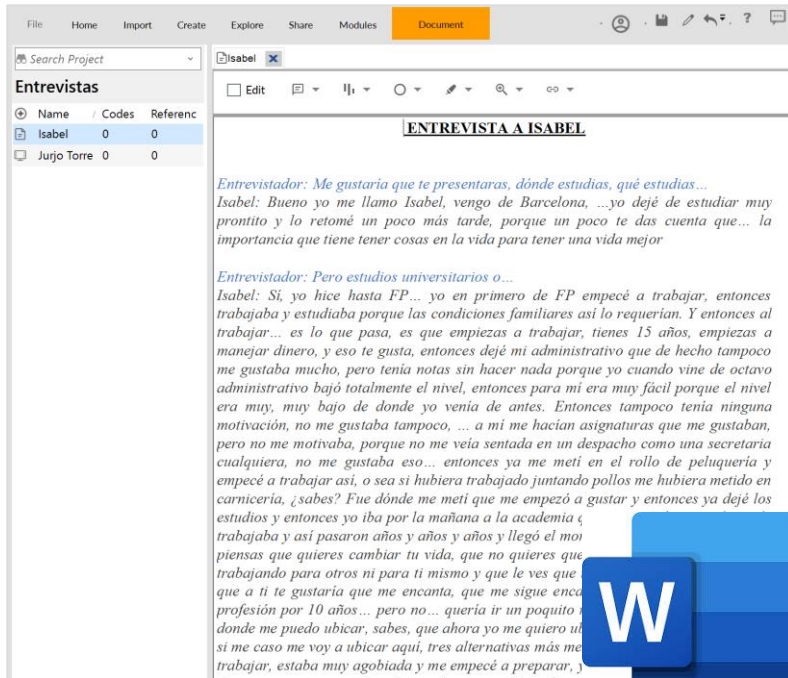 File Home Import Create Explore Share Modules Document ?
Search Project
Isabel
Entrevistas
Edit
Name Codes Referenc
Isabel 0 0
Jurjo Torre 0 0
ENTREVISTA A ISABEL
Entrevistador: Me gustaría que te presentaras, dónde estudias, qué estudias…
Isabel: Bueno yo me llamo Isabel, vengo de Barcelona, …yo dejé de estudiar muy
prontito y lo retomé un poco más tarde, porque un poco te das cuenta que… la
importancia que tiene tener cosas en la vida para tener una vida mejor
Entrevistador: Pero estudios universitarios o…
Isabel: Sí, yo hice hasta FP… yo en primero de FP empecé a trabajar, entonces
trabajaba y estudiaba porque las condiciones familiares así lo requerían. Y entonces al
trabajar… es lo que pasa, es que empiezas a trabajar, tienes 15 años, empiezas a
manejar dinero, y eso te gusta, entonces dejé mi administrativo que de hecho tampoco
me gustaba mucho, pero tenía notas sin hacer nada porque yo cuando vine de octavo
administrativo bajó totalmente el nivel, entonces para mí era muy fácil porque el nivel
era muy, muy bajo de donde yo venía de antes. Entonces tampoco tenía ninguna
motivación, no me gustaba tampoco, … a mí me hacían asignaturas que me gustaban,
pero no me motivaba, porque no me veía sentada en un despacho como una secretaria
cualquiera, no me gustaba eso… entonces ya me metí en el rollo de peluquería y
empecé a trabajar así, o sea si hubiera trabajado juntando pollos me hubiera metido en
carnicería, ¿sabes? Fue dónde me metí que me empezó a gustar y entonces ya dejé los
estudios y entonces yo iba por la mañana a la academia
trabajaba y así pasaron años y años y años y llegó el
piensas que quieres cambiar tu vida, que no quieres que
trabajando para otros ni para ti mismo y que le ves que
que a ti te gustaría que me encanta, que me sigue
profesión por 10 años… pero no… quería ir un poquito
donde me puedo ubicar, sabes, que ahora yo me quiero
si me caso me voy a ubicar aquí, tres alternativas más
trabajar, estaba muy agobiada y me empecé a preparar, y
W